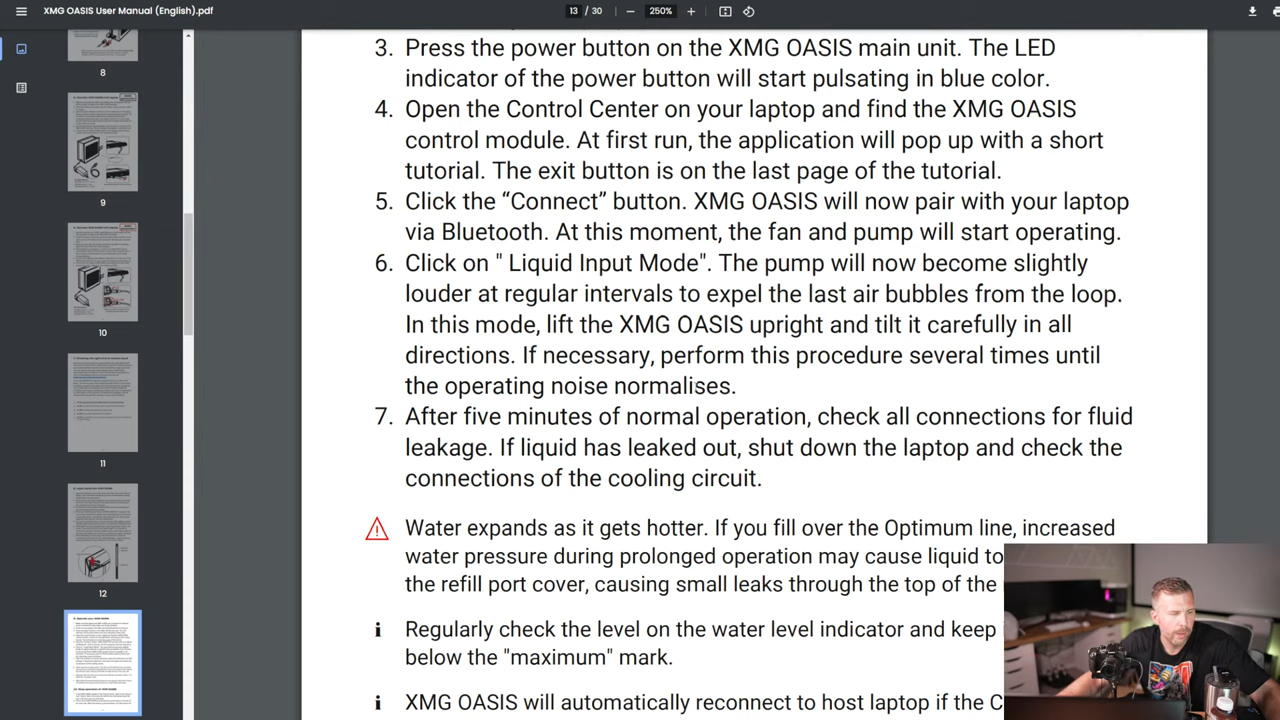 XMG OASIS User Manual (English).pdf
13 / 30
250%
8
9
10
11
12
3. Press the power button on the XMG OASIS main unit. The LED
indicator of the power button will start pulsating in blue color.
4. Open the Control Center on your laptop and find the XMG OASIS
control module. At first run, the application will pop up with a short
tutorial. The exit button is on the last page of the tutorial.
5. Click the “Connect” button. XMG OASIS will now pair with your laptop
via Bluetooth. At this moment, the fan and pump will start operating.
6. Click on " Liquid Input Mode". The pump will now become slightly
louder at regular intervals to expel the last air bubbles from the loop.
In this mode, lift the XMG OASIS upright and tilt it carefully in all
directions. If necessary, perform this procedure several times until
the operating noise normalises.
7. After five minutes of normal operation, check all connections for fluid
leakage. If liquid has leaked out, shut down the laptop and check the
connections of the cooling circuit.
Water expands as it gets hotter. If you fill over the Optimum line, increased
water pressure during prolonged operation may cause liquid to
the refill port cover, causing small leaks through the top of the
Regularly check the level on the water level indicator and
below the "Minimum" mark.
XMG OASIS will automatically reconnect to host laptop if the